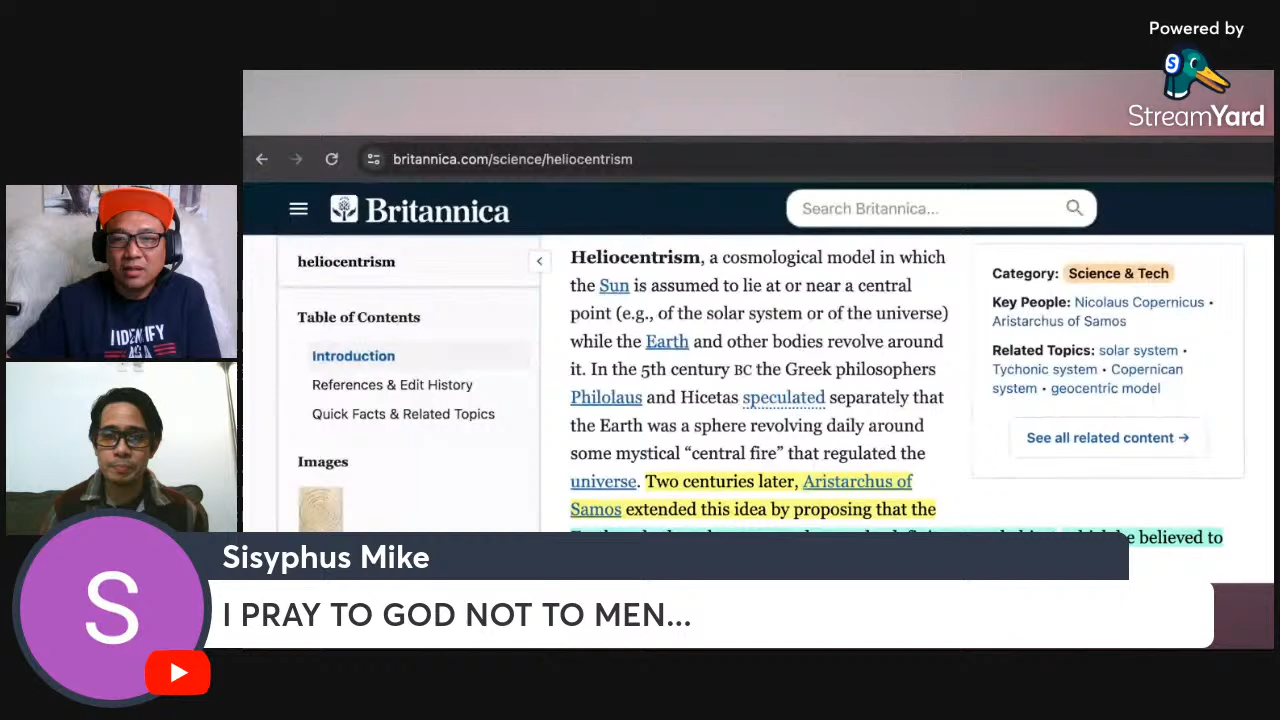 Powered by
StreamYard
britannica.com/science/heliocentrism
Britannica
Search Britannica...
heliocentrism
Table of Contents
Introduction
References & Edit History
Quick Facts & Related Topics
Images
Heliocentrism, a cosmological model in which
the Sun is assumed to lie at or near a central
point (e.g., of the solar system or of the universe)
while the Earth and other bodies revolve around
it. In the 5th century BC the Greek philosophers
Philolaus and Hicetas speculated separately that
the Earth was a sphere revolving daily around
some mystical “central fire” that regulated the
universe. Two centuries later, Aristarchus of
Samos extended this idea by proposing that the
believed to
Category: Science & Tech
Key People: Nicolaus Copernicus •
Aristarchus of Samos
Related Topics: solar system •
Tychonic system • Copernican
system • geocentric model
See all related content →
I IDENTIFY
AS A
S
Sisyphus Mike
I PRAY TO GOD NOT TO MEN...